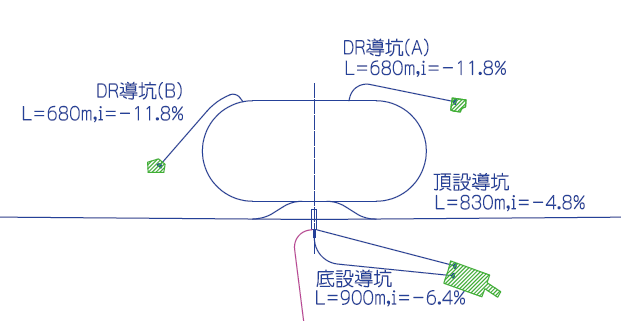 DR導坑(A)
L=680m,i=-11.8%
DR導坑(B)
L=680m,i=-11.8%
頂設導坑
L=830m,i=-4.8%
底設導坑
L=900m,i=-6.4%